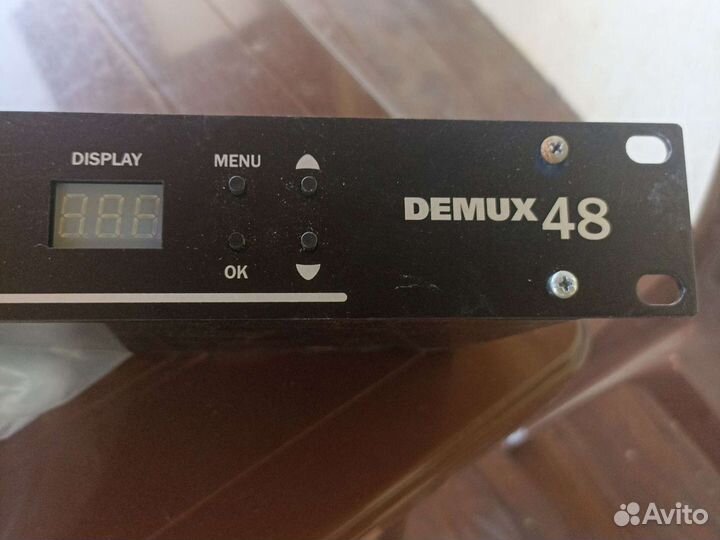 DISPLAY MENU
DEMUX 48
OK
Avito